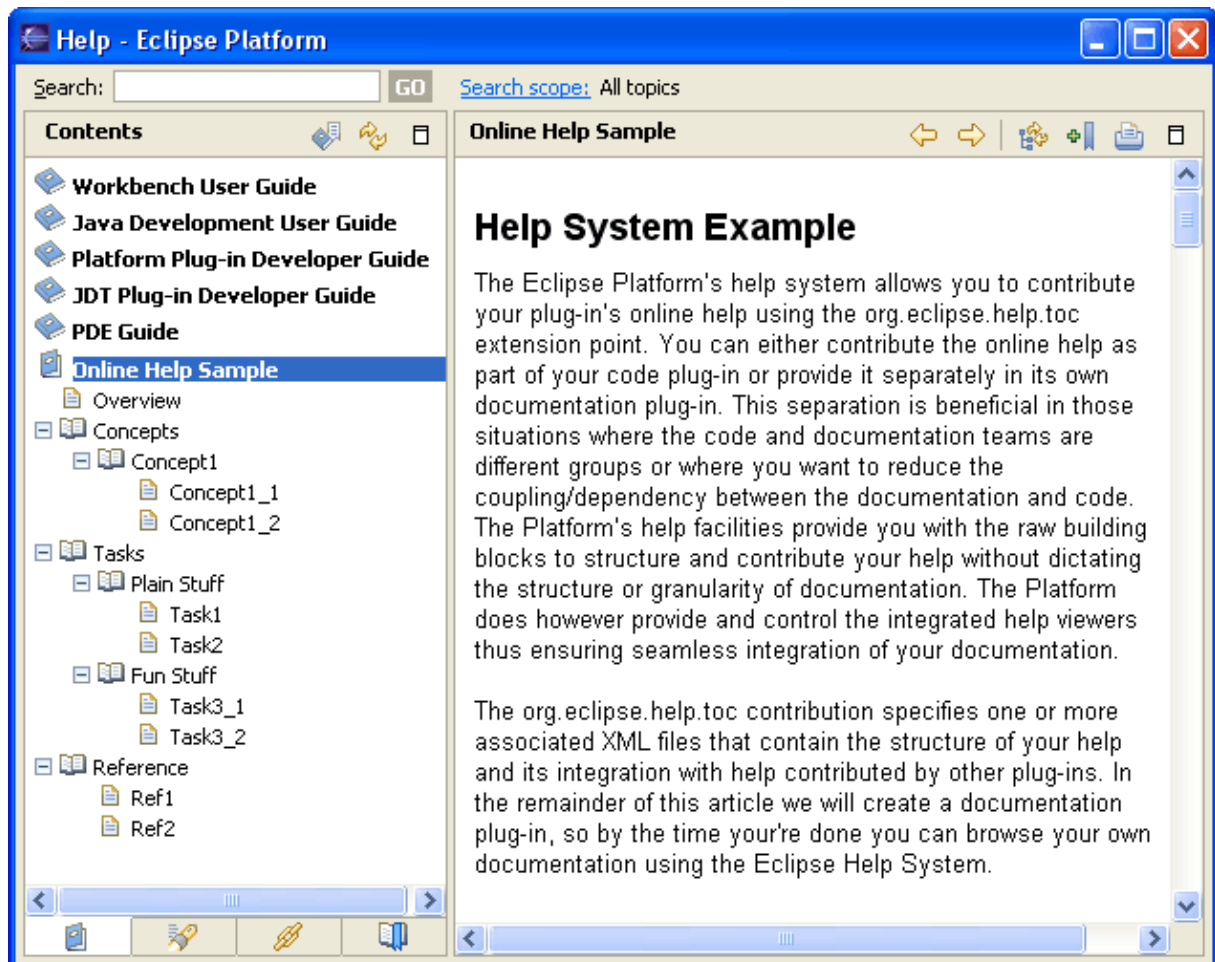 Help - Eclipse Platform
Search:
GO
Search scope: All topics
Contents
Workbench User Guide
Java Development User Guide
Platform Plug-in Developer Guide
JDT Plug-in Developer Guide
PDE Guide
Online Help Sample
Overview
Concepts
Concept1
Concept1_1
Concept1_2
Tasks
Plain Stuff
Task1
Task2
Fun Stuff
Task3_1
Task3_2
Reference
Ref1
Ref2
Online Help Sample
Help System Example
The Eclipse Platform's help system allows you to contribute
your plug-in's online help using the org.eclipse.help.toc
extension point. You can either contribute the online help as
part of your code plug-in or provide it separately in its own
documentation plug-in. This separation is beneficial in those
situations where the code and documentation teams are
different groups or where you want to reduce the
coupling/dependency between the documentation and code.
The Platform's help facilities provide you with the raw building
blocks to structure and contribute your help without dictating
the structure or granularity of documentation. The Platform
does however provide and control the integrated help viewers
thus ensuring seamless integration of your documentation.
The org.eclipse.help.toc contribution specifies one or more
associated XML files that contain the structure of your help
and its integration with help contributed by other plug-ins. In
the remainder of this article we will create a documentation
plug-in, so by the time your're done you can browse your own
documentation using the Eclipse Help System.